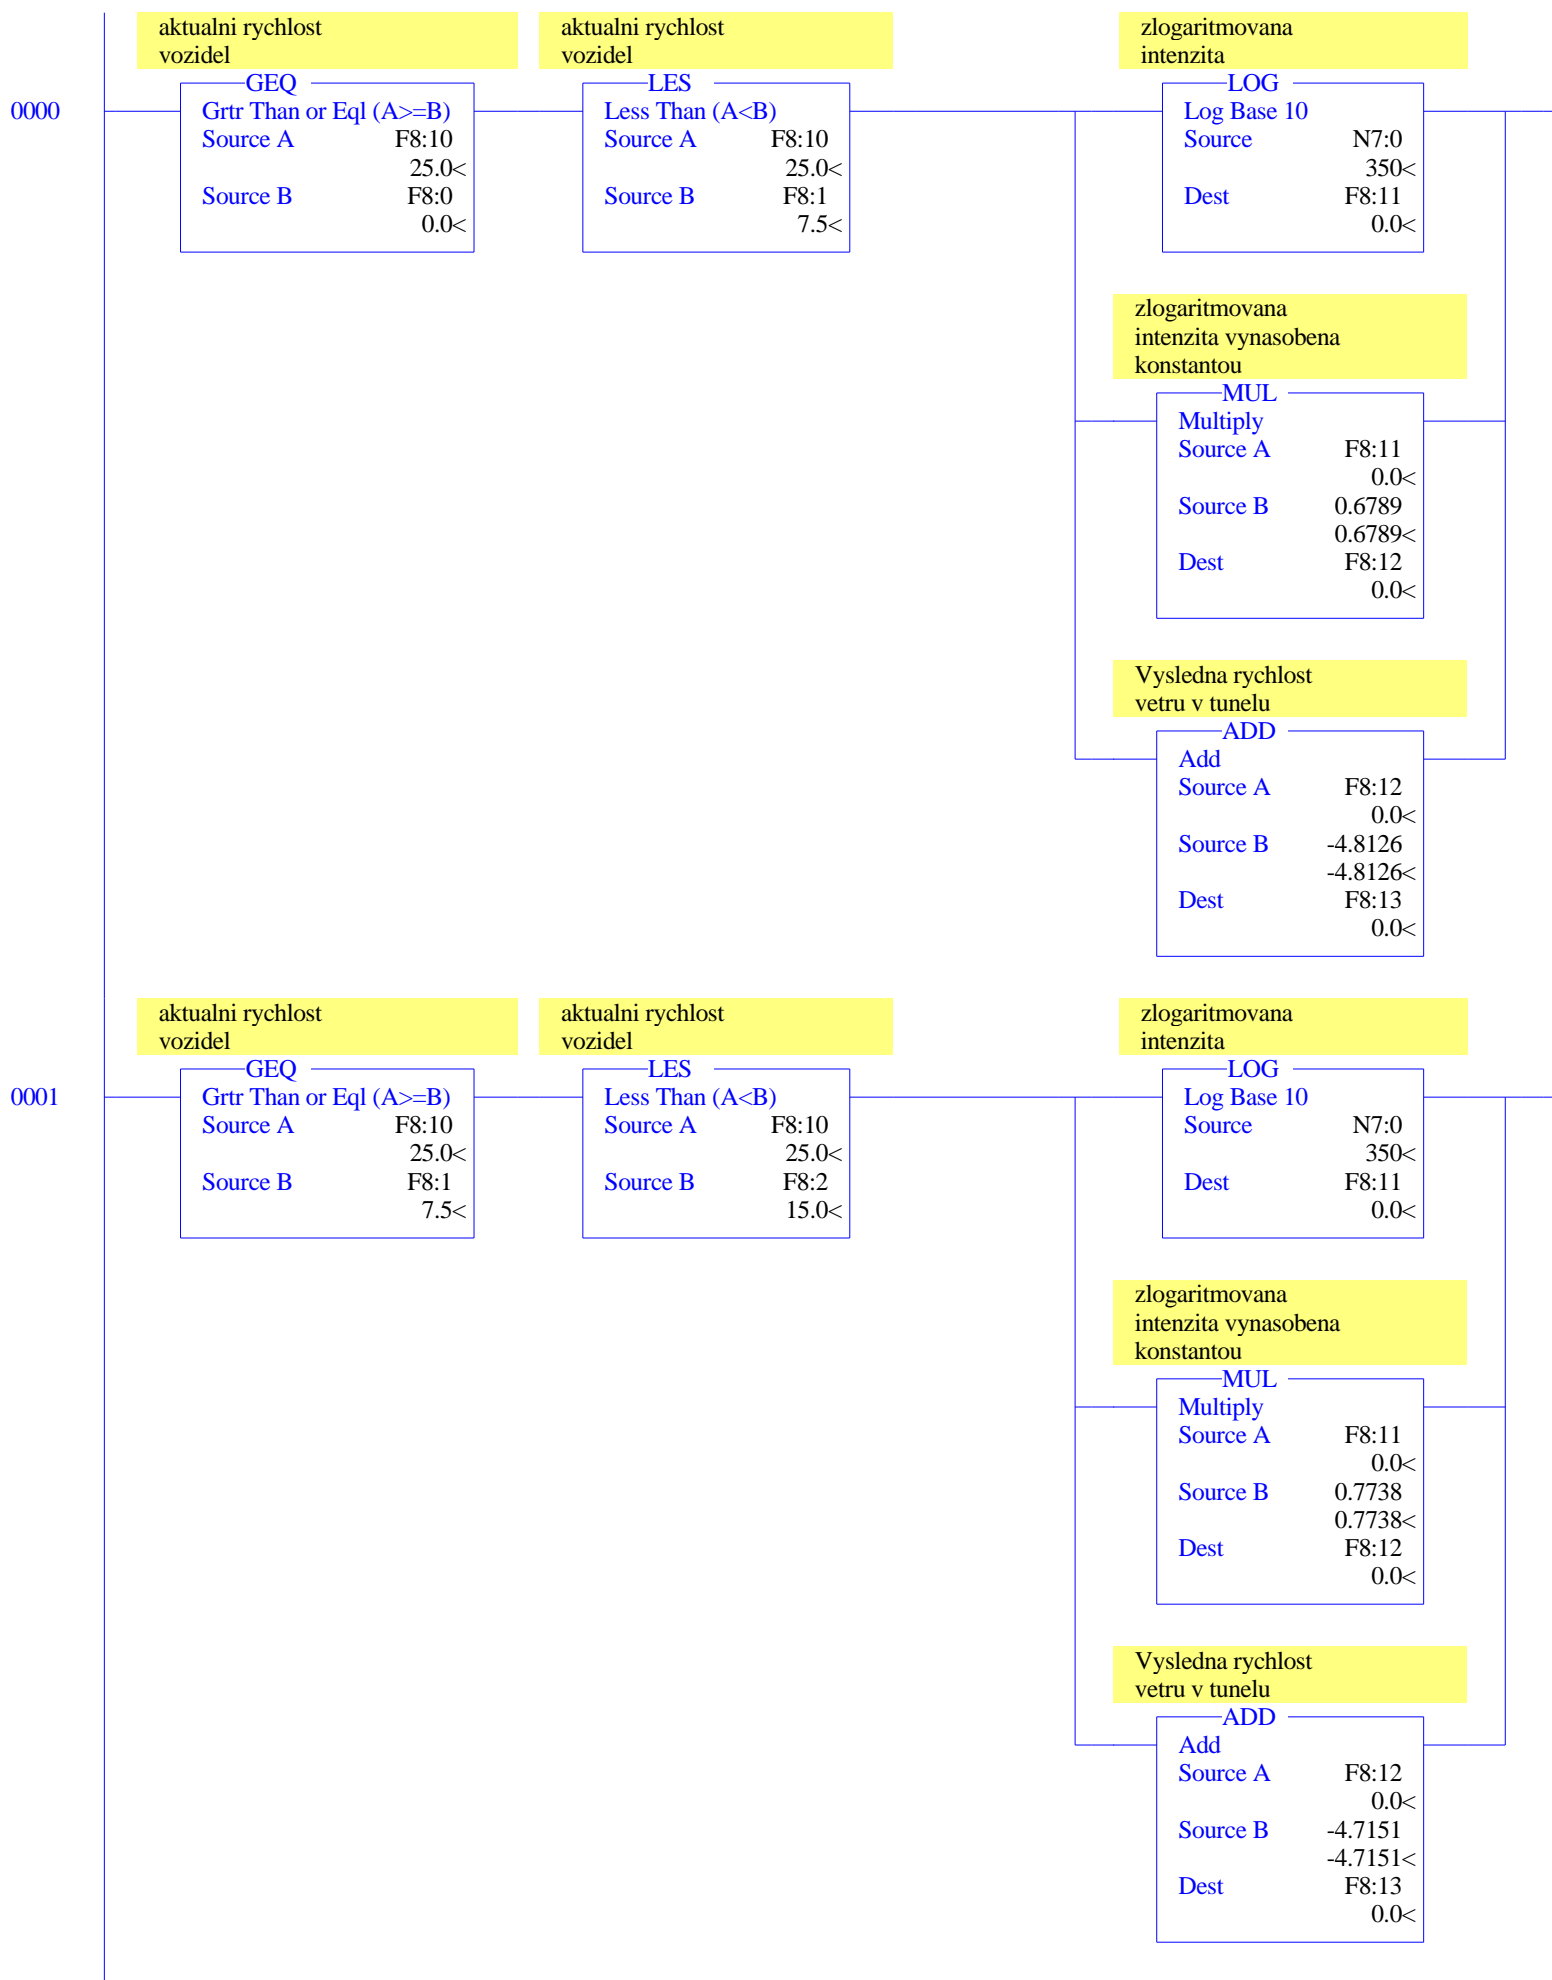 aktualni rychlost
vozidel
aktualni rychlost
vozidel
zlogaritmovana
intenzita
0000
GEQ
Grtr Than or Eql (A>=B)
Source A F8:10
25.0<
Source B F8:0
0.0<
LES
Less Than (A<B)
Source A F8:10
25.0<
Source B F8:1
7.5<
LOG
Log Base 10
Source N7:0
350<
Dest F8:11
0.0<
zlogaritmovana
intenzita vynasobena
konstantou
MUL
Multiply
Source A F8:11
0.0<
Source B 0.6789
0.6789<
Dest F8:12
0.0<
Vysledna rychlost
vetru v tunelu
ADD
Add
Source A F8:12
0.0<
Source B -4.8126
-4.8126<
Dest F8:13
0.0<
aktualni rychlost
vozidel
aktualni rychlost
vozidel
zlogaritmovana
intenzita
0001
GEQ
Grtr Than or Eql (A>=B)
Source A F8:10
25.0<
Source B F8:1
7.5<
LES
Less Than (A<B)
Source A F8:10
25.0<
Source B F8:2
15.0<
LOG
Log Base 10
Source N7:0
350<
Dest F8:11
0.0<
zlogaritmovana
intenzita vynasobena
konstantou
MUL
Multiply
Source A F8:11
0.0<
Source B 0.7738
0.7738<
Dest F8:12
0.0<
Vysledna rychlost
vetru v tunelu
ADD
Add
Source A F8:12
0.0<
Source B -4.7151
-4.7151<
Dest F8:13
0.0<